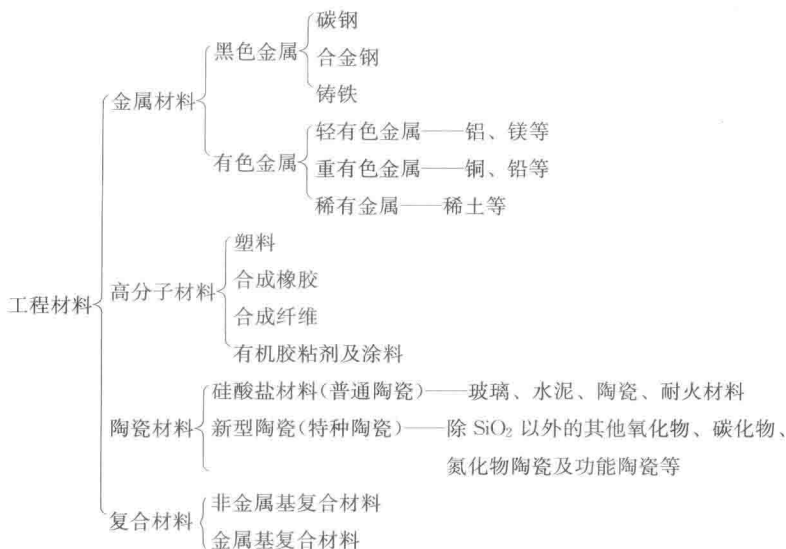 工程材料
金属材料
黑色金属
碳钢
合金钢
铸铁
有色金属
轻有色金属——铝、镁等
重有色金属——铜、铅等
稀有金属——稀土等
高分子材料
塑料
合成橡胶
合成纤维
有机胶粘剂及涂料
陶瓷材料
硅酸盐材料(普通陶瓷)——玻璃、水泥、陶瓷、耐火材料
新型陶瓷(特种陶瓷)——除 SiO₂ 以外的其他氧化物、碳化物、
氮化物陶瓷及功能陶瓷等
复合材料
非金属基复合材料
金属基复合材料